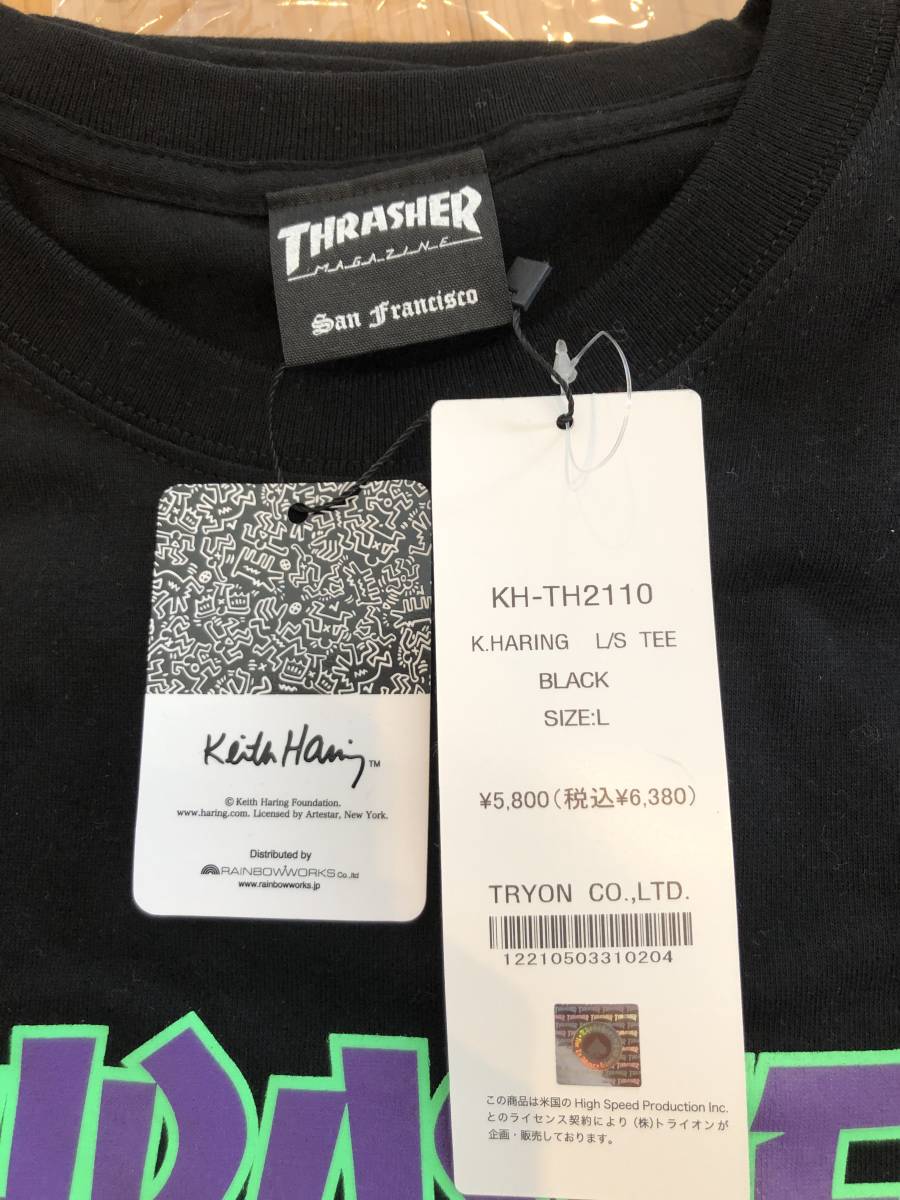 THRASHER
MAGAZINE
San Francisco
KH-TH2110
K.HARING L/S TEE
BLACK
SIZE:L
¥5,800(税込¥6,380)
TRYON CO.,LTD.
12210503310204
この商品は米国の High Speed Production Inc.
とのライセンス契約により (株)トライオンが
企画・販売しております。
Keith Haring ™
© Keith Haring Foundation.
www.haring.com. Licensed by Artestar, New York.
Distributed by
RAINBOWWORKS Co.,ltd
www.rainbowworks.jp